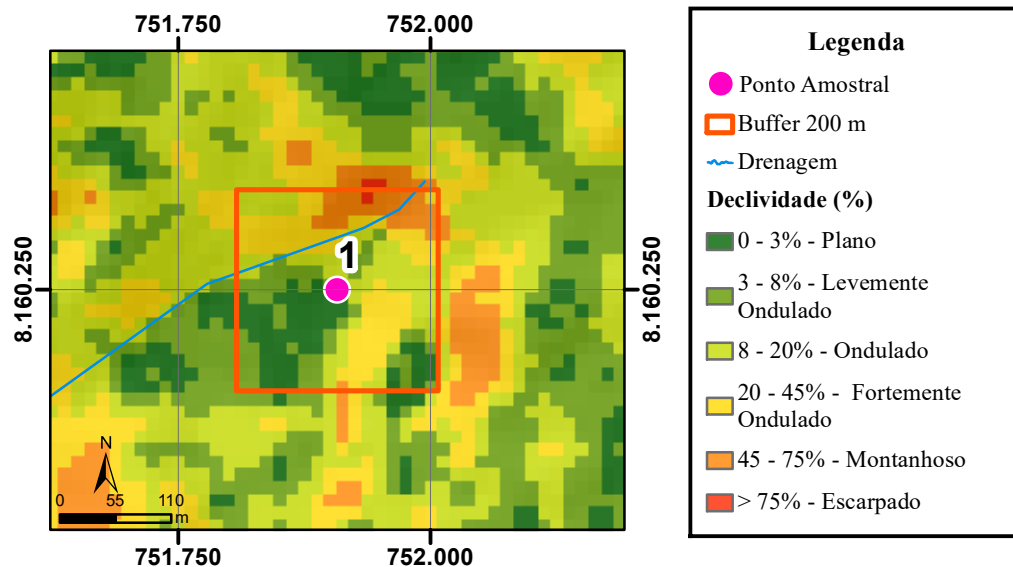 751.750 752.000
8.160.250
1
8.160.250
N
0 55 110
m
751.750 752.000
Legenda
Ponto Amostral
Buffer 200 m
Drenagem
Declividade (%)
0 - 3% - Plano
3 - 8% - Levemente
Ondulado
8 - 20% - Ondulado
20 - 45% - Fortemente
Ondulado
45 - 75% - Montanhoso
> 75% - Escarpado